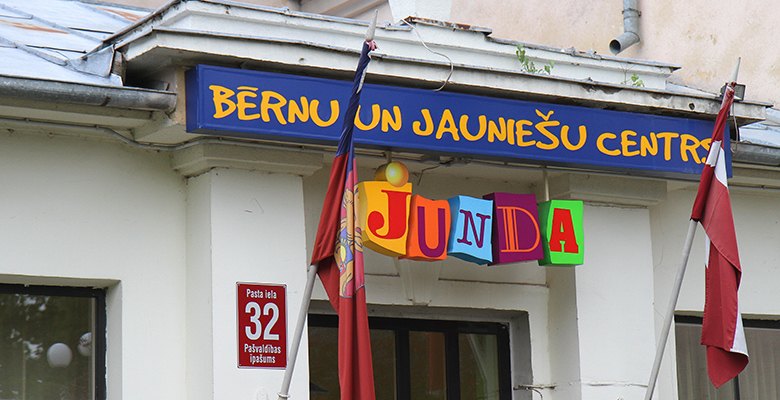 BĒRNU UN JAUNIEŠU CENTRS
JUNDA
Pasta iela
32
Pašvaldības
īpašums